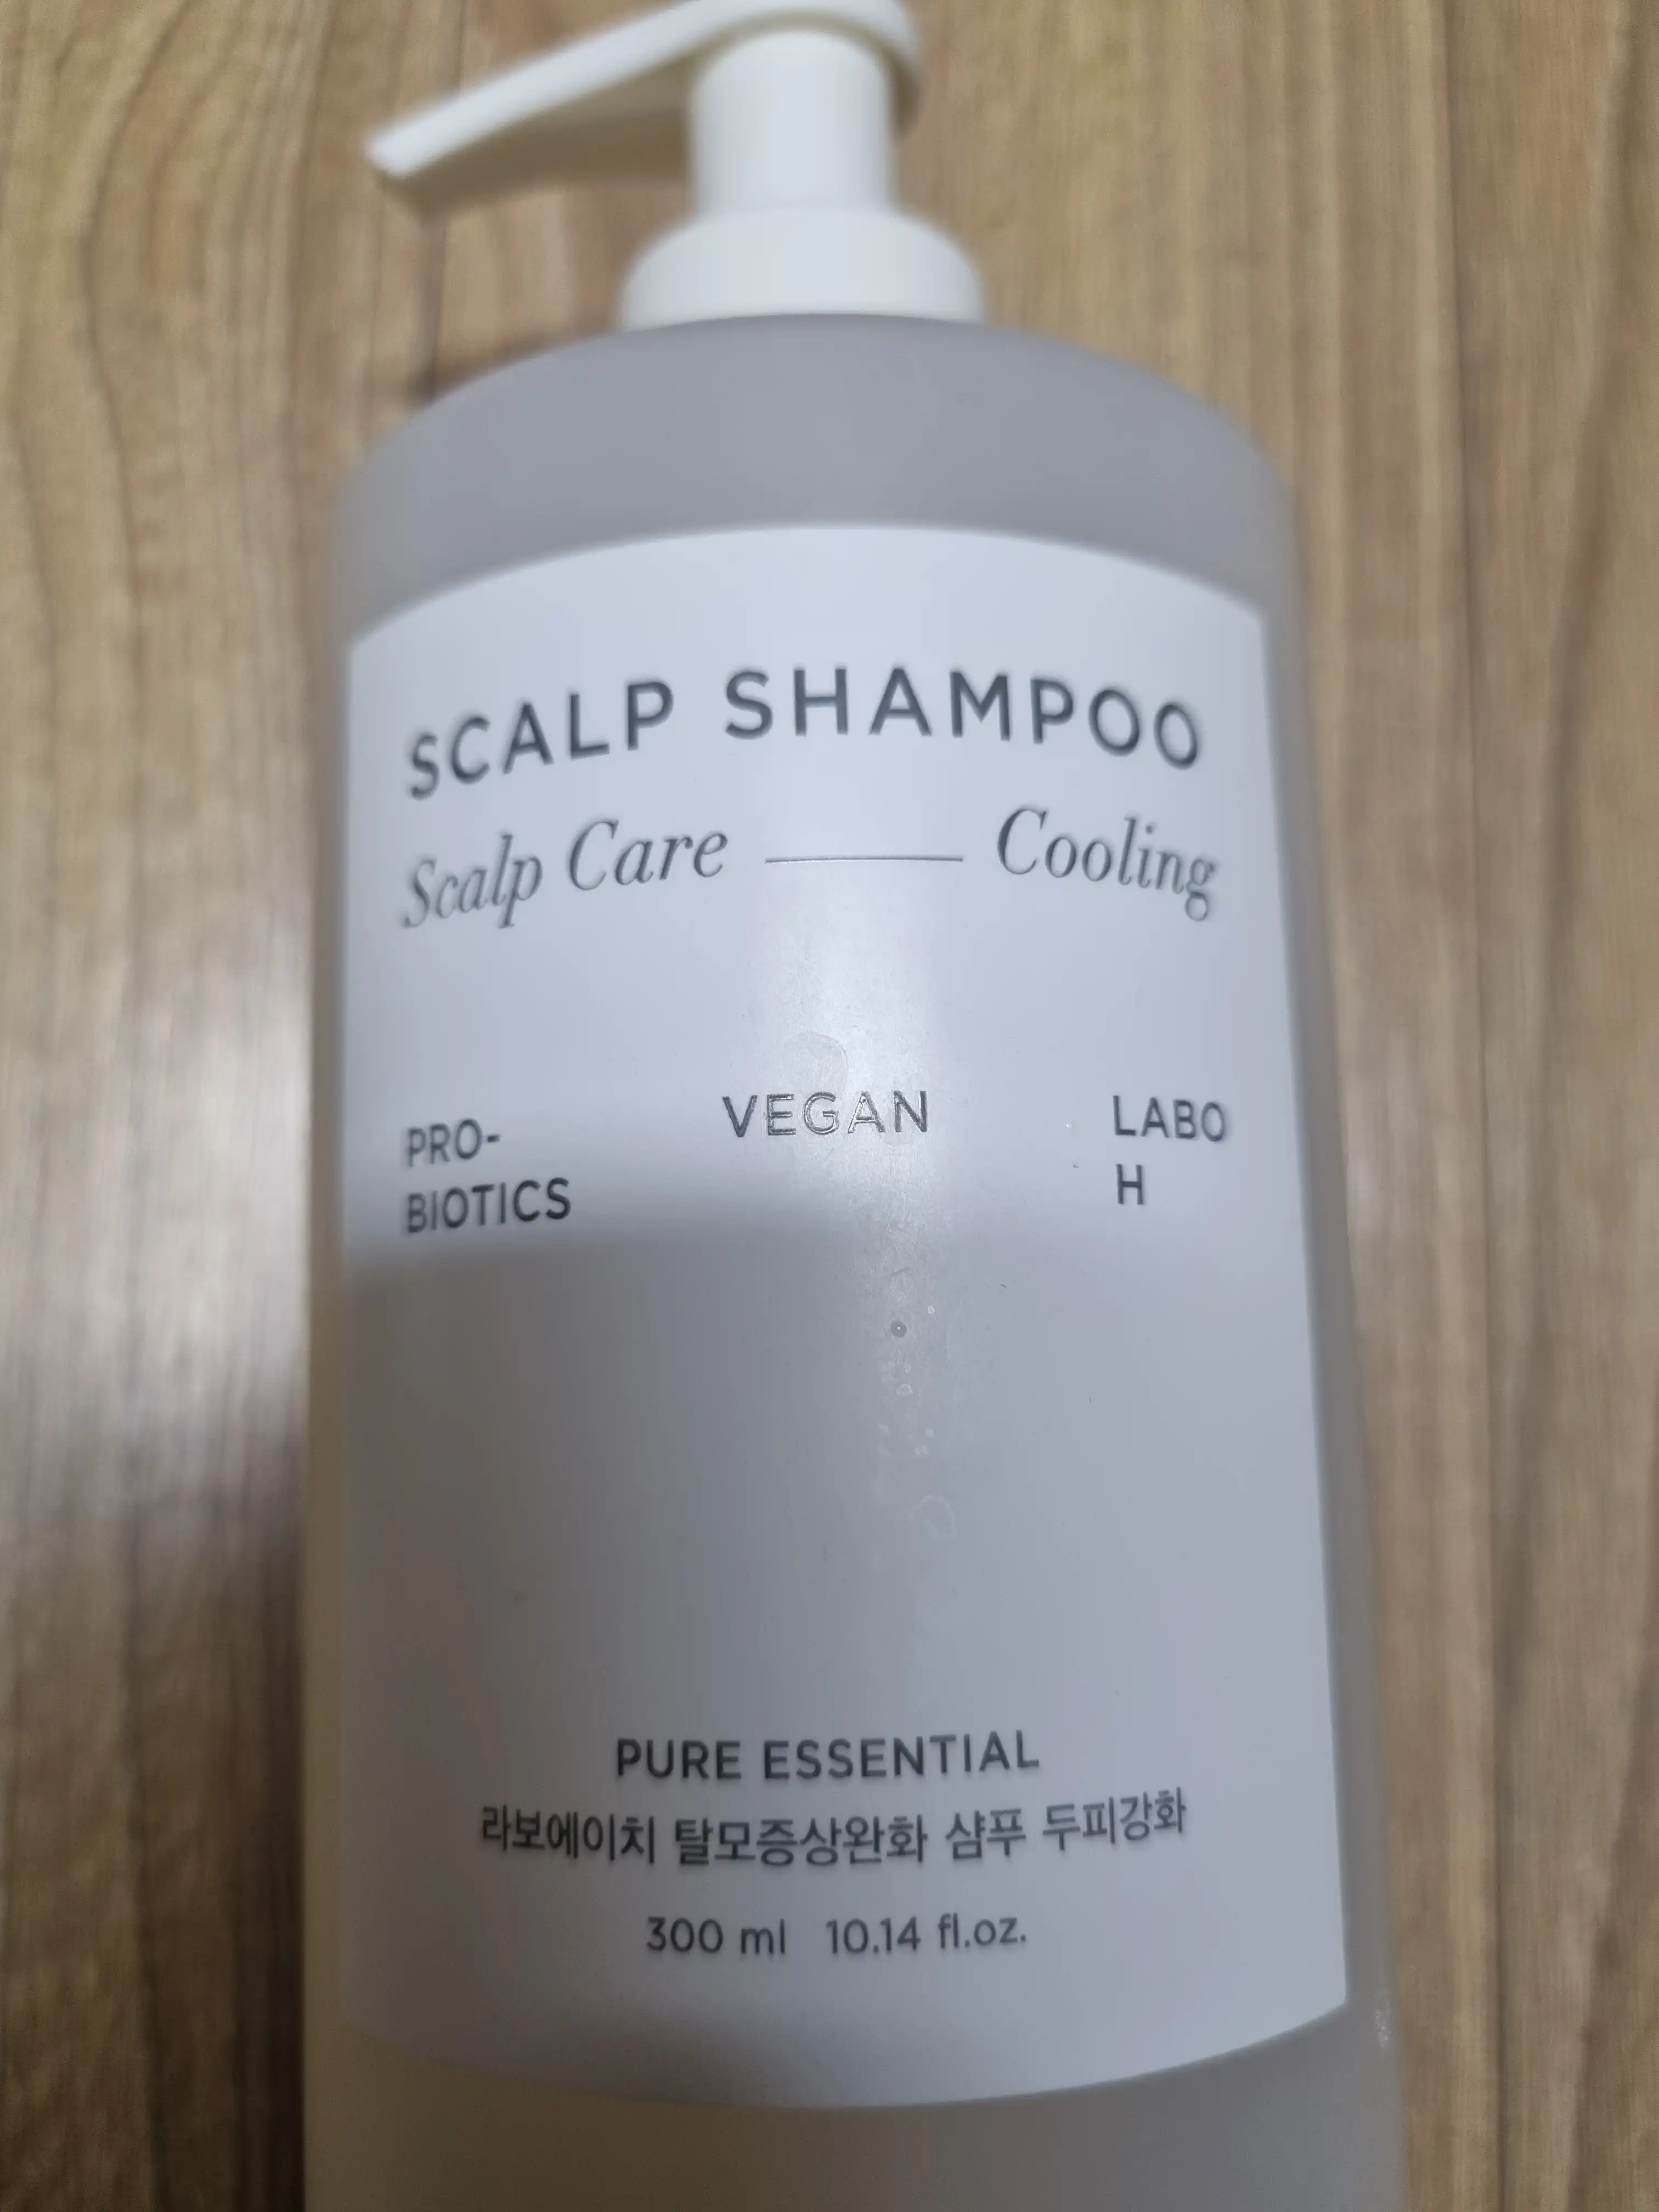 SCALP SHAMPOO
Scalp Care — Cooling
PRO-
BIOTICS
VEGAN
LABO
H
PURE ESSENTIAL
라보에이치 탈모증상완화 샴푸 두피강화
300 ml 10.14 fl.oz.